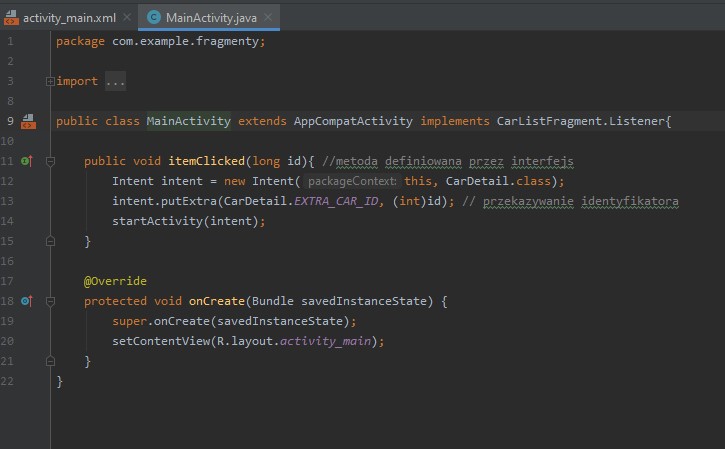 activity_main.xml × MainActivity.java ×
1 package com.example.fragmenty;
2
3 import ...
8
9 public class MainActivity extends AppCompatActivity implements CarListFragment.Listener{
10
11 public void itemClicked(long id){ //metoda definiowana przez interfejs
12 Intent intent = new Intent( packageContext: this, CarDetail.class);
13 intent.putExtra(CarDetail.EXTRA_CAR_ID, (int)id); // przekazywanie identyfikatora
14 startActivity(intent);
15 }
16
17 @Override
18 protected void onCreate(Bundle savedInstanceState) {
19 super.onCreate(savedInstanceState);
20 setContentView(R.layout.activity_main);
21 }
22 }